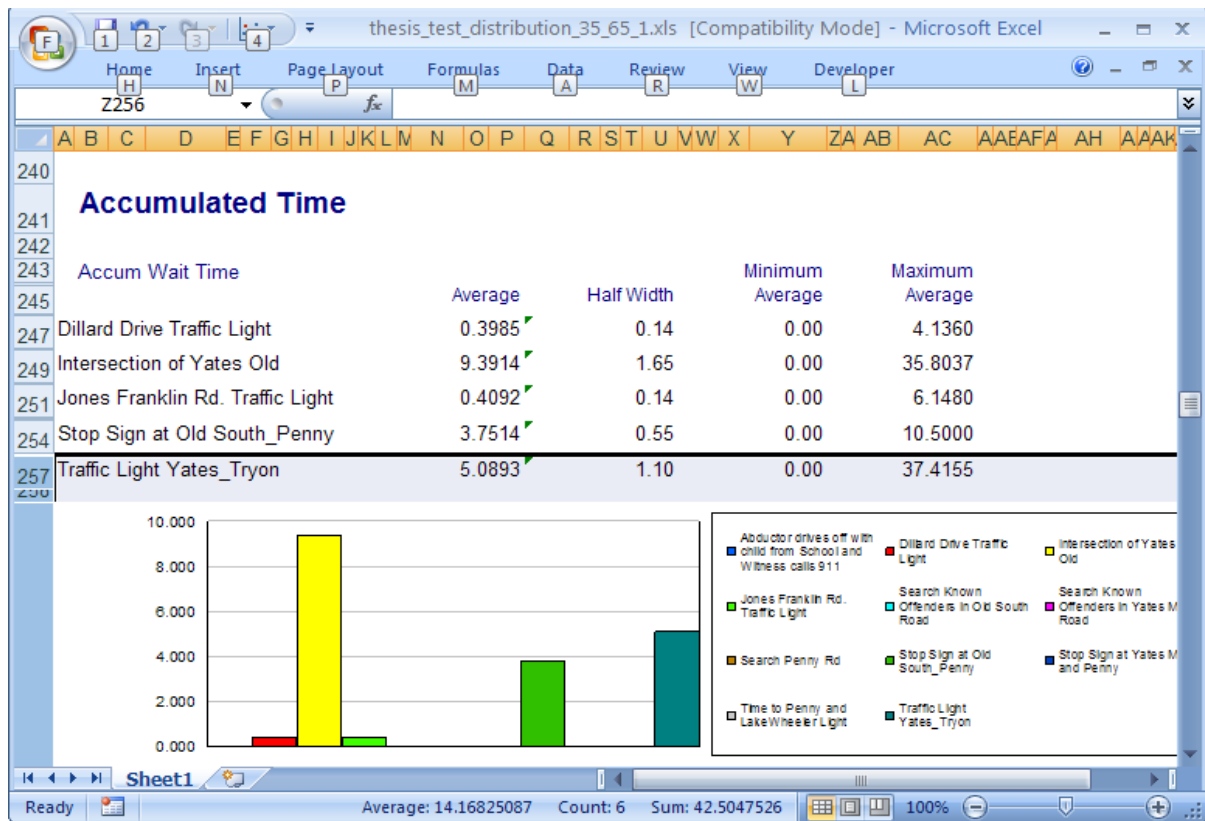 F 1 2 3 4 thesis_test_distribution_35_65_1.xls [Compatibility Mode] - Microsoft Excel
Home Insert Page Layout Formulas Data Review View Developer
H N P M A R W L
Z256 fx
A B C D E F G H I J K L M N O P Q R S T U V W X Y ZA AB AC AH
240
241 Accumulated Time
242
243 Accum Wait Time Minimum Maximum
245 Average Half Width Average Average
247 Dillard Drive Traffic Light 0.3985 0.14 0.00 4.1360
249 Intersection of Yates Old 9.3914 1.65 0.00 35.8037
251 Jones Franklin Rd. Traffic Light 0.4092 0.14 0.00 6.1480
254 Stop Sign at Old South_Penny 3.7514 0.55 0.00 10.5000
257 Traffic Light Yates_Tryon 5.0893 1.10 0.00 37.4155
10.000
8.000
6.000
4.000
2.000
0.000
Abductor drives off with
child from School and
Witness calls 911
Dillard Drive Traffic
Light
Intersection of Yates
Old
Jones Franklin Rd.
Traffic Light
Search Known
Offenders in Old South
Road
Search Known
Offenders in Yates M
Road
Search Penny Rd
Stop Sign at Old
South_Penny
Stop Sign at Yates M
and Penny
Time to Penny and
LakeWheeler Light
Traffic Light
Yates_Tryon
Sheet1
Ready Average: 14.16825087 Count: 6 Sum: 42.5047526 100%